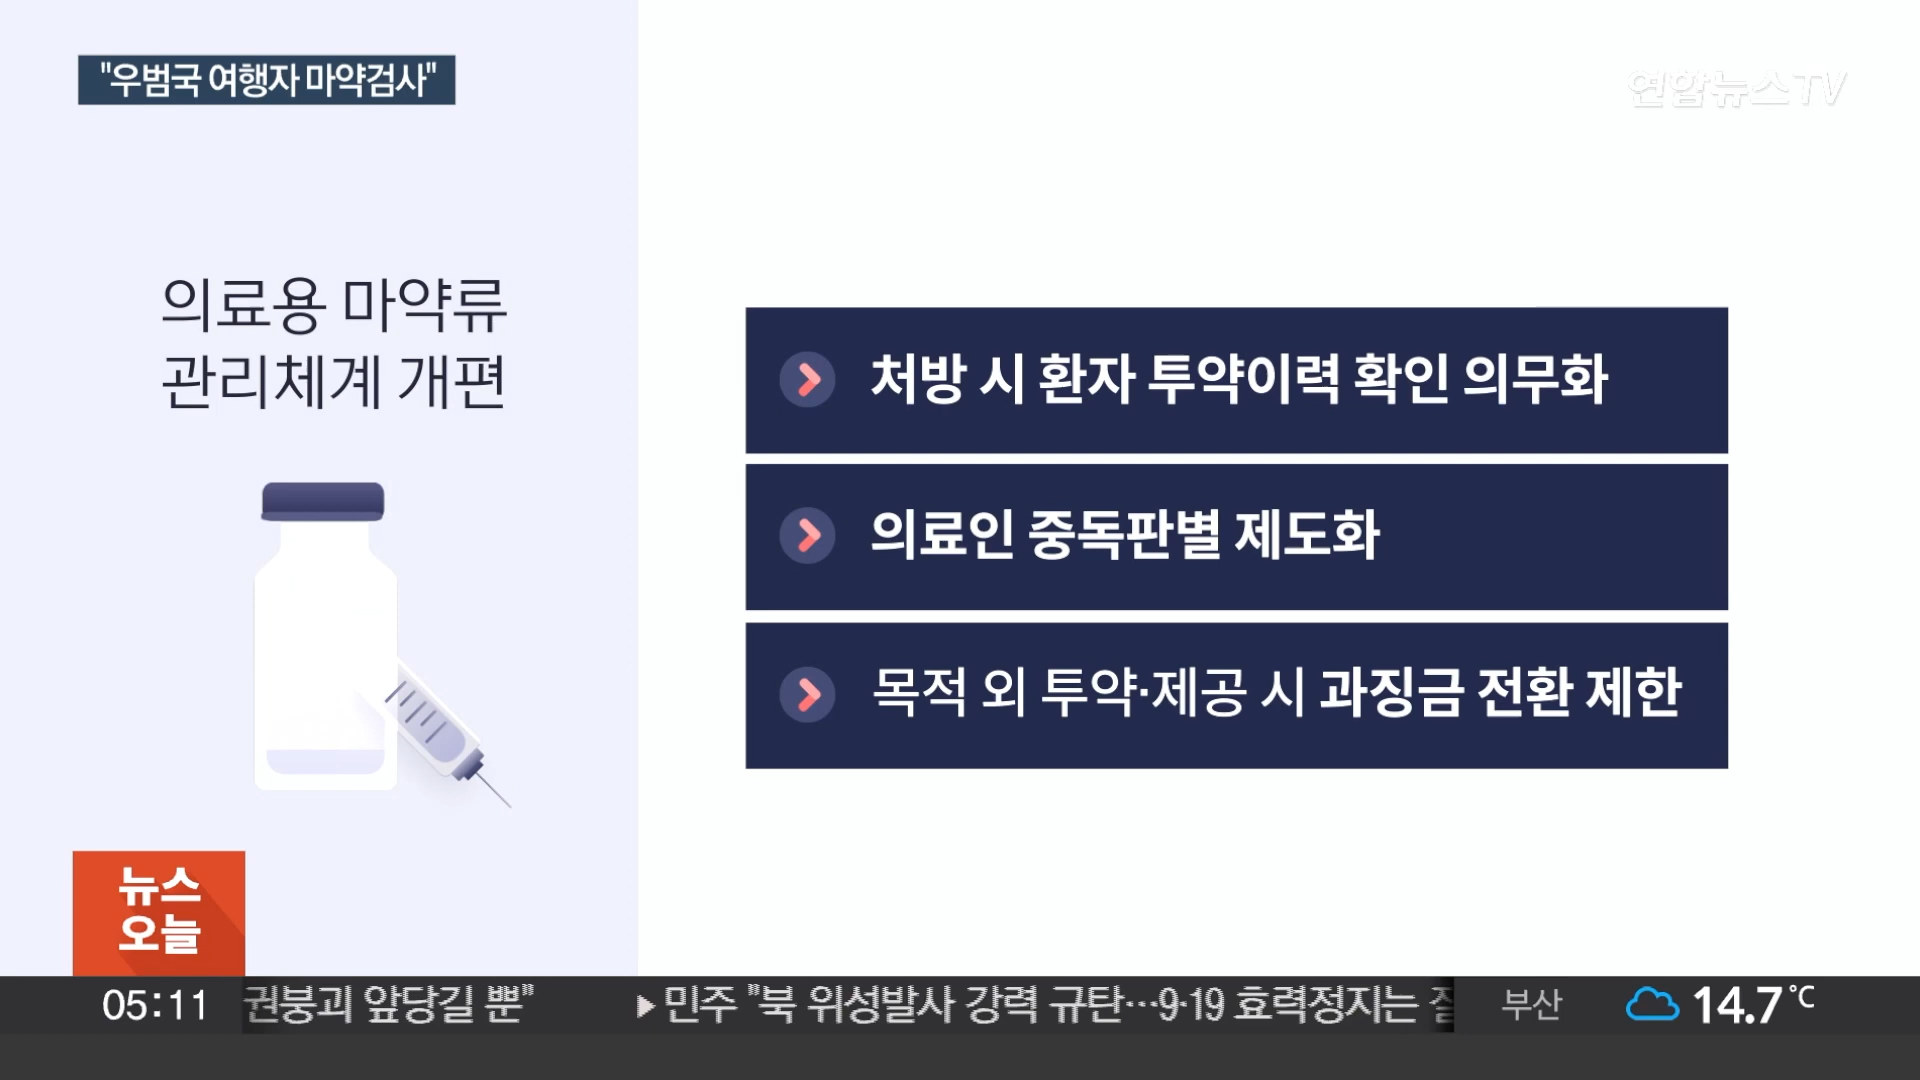 "우범국 여행자 마약검사"
연합뉴스TV
의료용 마약류
관리체계 개편
처방 시 환자 투약이력 확인 의무화
의료인 중독판별 제도화
목적 외 투약·제공 시 과징금 전환 제한
뉴스
오늘
05:11
권붕괴 앞당길 뿐"
▶민주 "북 위성발사 강력 규탄…9·19 효력정지는
부산
14.7℃